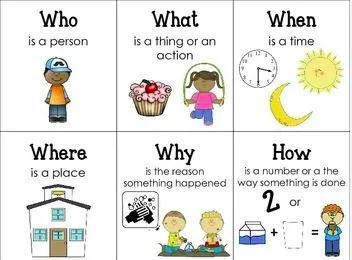 Who
is a person
What
is a thing or an
action
When
is a time
Where
is a place
Why
is the reason
something happened
How
is a number or a the
way something is done
2 or
+